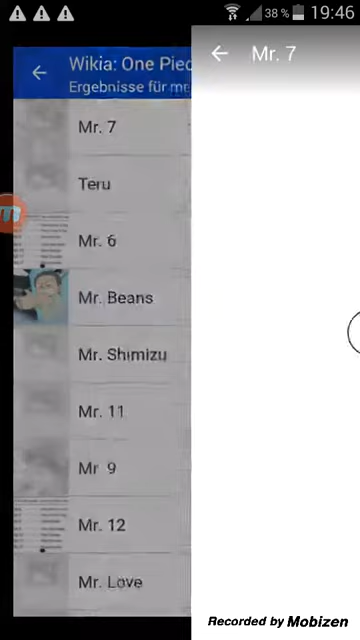 38 % 19:46
Wikia: One Piec
Ergebnisse für mr
Mr. 7
Mr. 7
Teru
Mr. 6
Mr. Beans
Mr. Shimizu
Mr. 11
Mr 9
Mr. 12
Mr. Love
Recorded by Mobizen